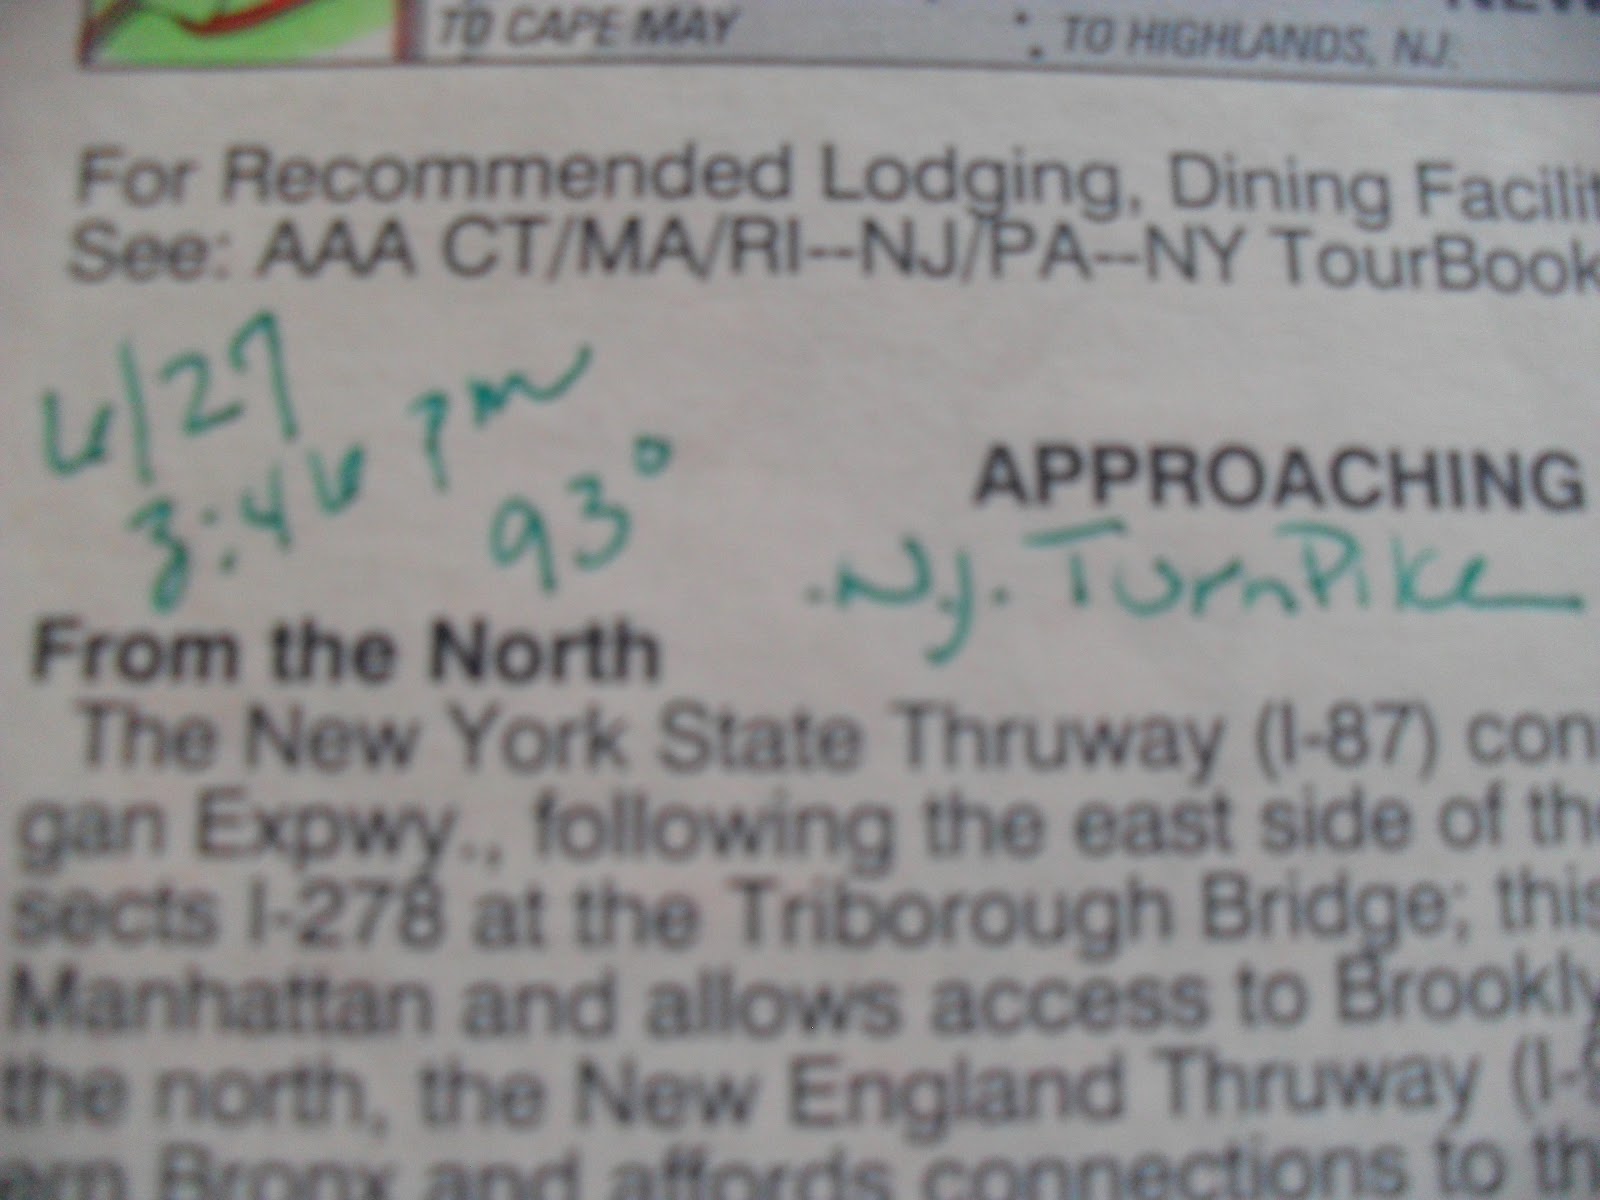 TO CAPE MAY
TO HIGHLANDS, NJ.
For Recommended Lodging, Dining Facilit
See: AAA CT/MA/RI--NJ/PA--NY TourBook
6/27
3:46 pm
93°
APPROACHING
N.J. TurnPike
From the North
The New York State Thruway (I-87) con
gan Expwy., following the east side of the
sects I-278 at the Triborough Bridge; this
Manhattan and allows access to Brookly
the north, the New England Thruway (I-9
ern Bronx and affords connections to th